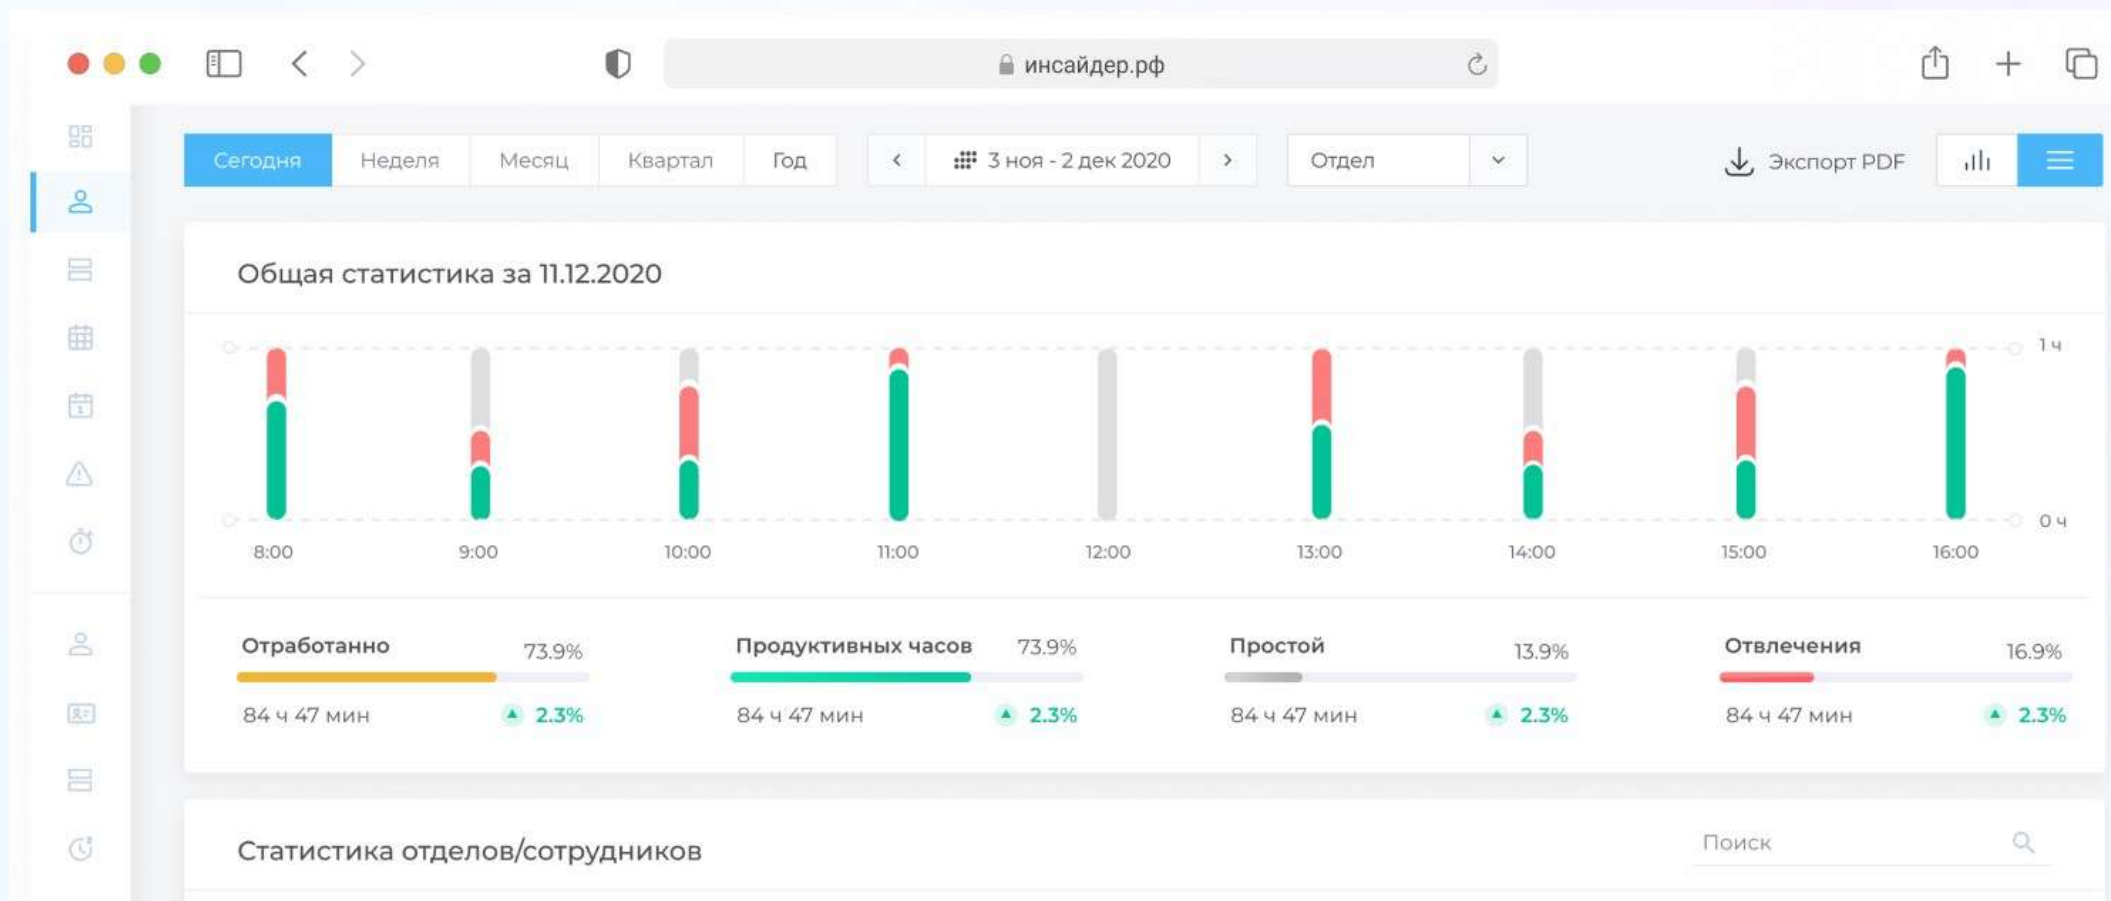 инсайдер.рф
Сегодня Неделя Месяц Квартал Год 3 ноя - 2 дек 2020 Отдел Экспорт PDF
Общая статистика за 11.12.2020
1 ч
0 ч
8:00 9:00 10:00 11:00 12:00 13:00 14:00 15:00 16:00
Отработанно 73.9% Продуктивных часов 73.9% Простой 13.9% Отвлечения 16.9%
84 ч 47 мин 2.3% 84 ч 47 мин 2.3% 84 ч 47 мин 2.3% 84 ч 47 мин 2.3%
Статистика отделов/сотрудников Поиск